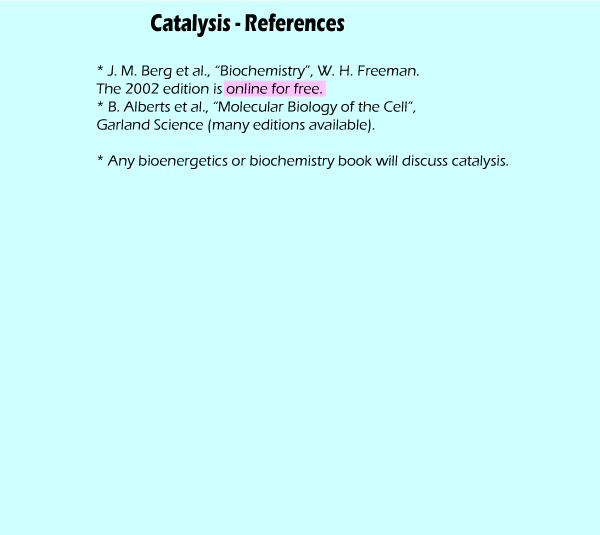 Catalysis - References
* J. M. Berg et al., “Biochemistry”, W. H. Freeman.
The 2002 edition is online for free.
* B. Alberts et al., “Molecular Biology of the Cell”,
Garland Science (many editions available).
* Any bioenergetics or biochemistry book will discuss catalysis.